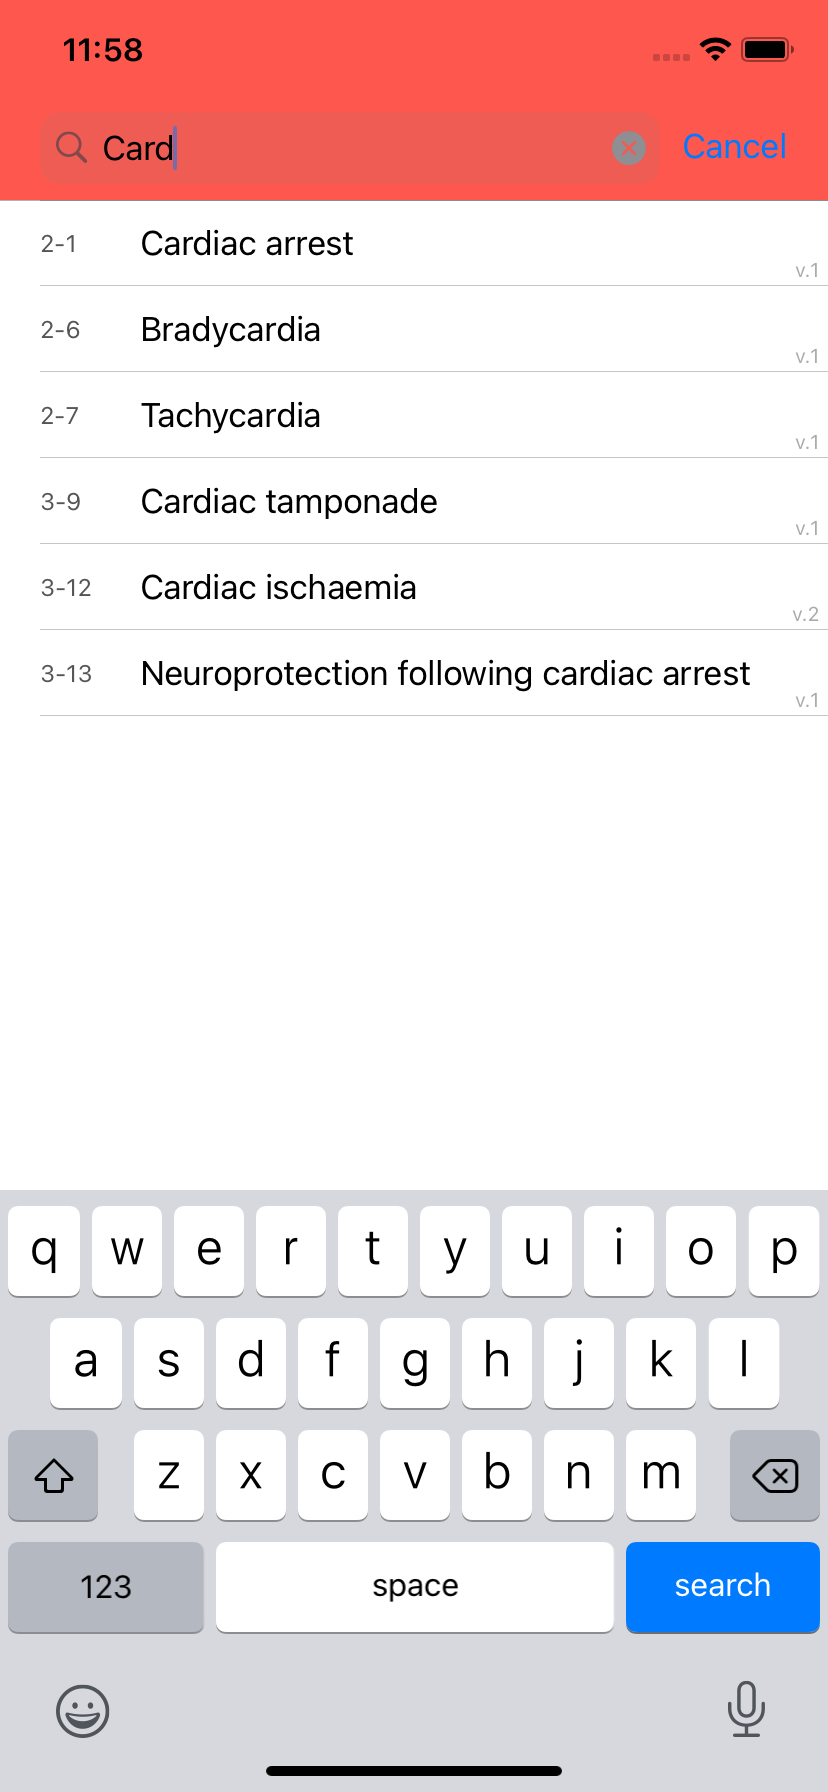 11:58
Card
Cancel
2-1 Cardiac arrest
v.1
2-6 Bradycardia
v.1
2-7 Tachycardia
v.1
3-9 Cardiac tamponade
v.1
3-12 Cardiac ischaemia
v.2
3-13 Neuroprotection following cardiac arrest
v.1
q w e r t y u i o p
a s d f g h j k l
z x c v b n m
123 space search